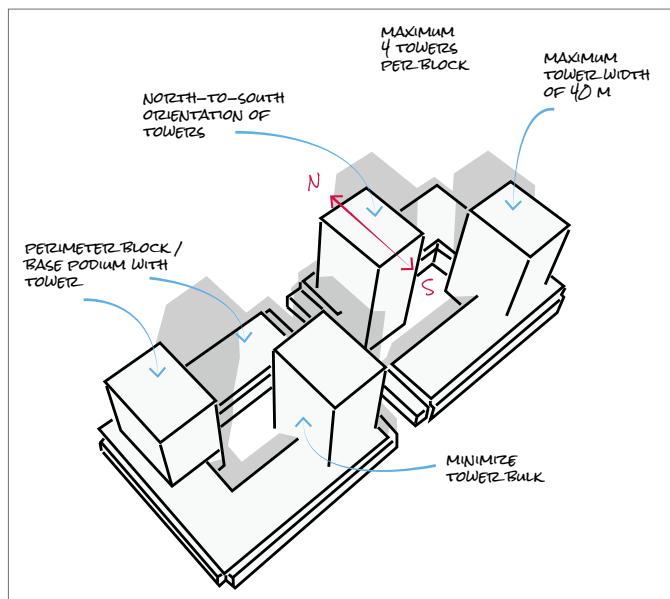 MAXIMUM
4 TOWERS
PER BLOCK
MAXIMUM
TOWER WIDTH
OF 40 M
NORTH-TO-SOUTH
ORIENTATION OF
TOWERS
N
S
PERIMETER BLOCK /
BASE PODIUM WITH
TOWER
MINIMIZE
TOWER BULK